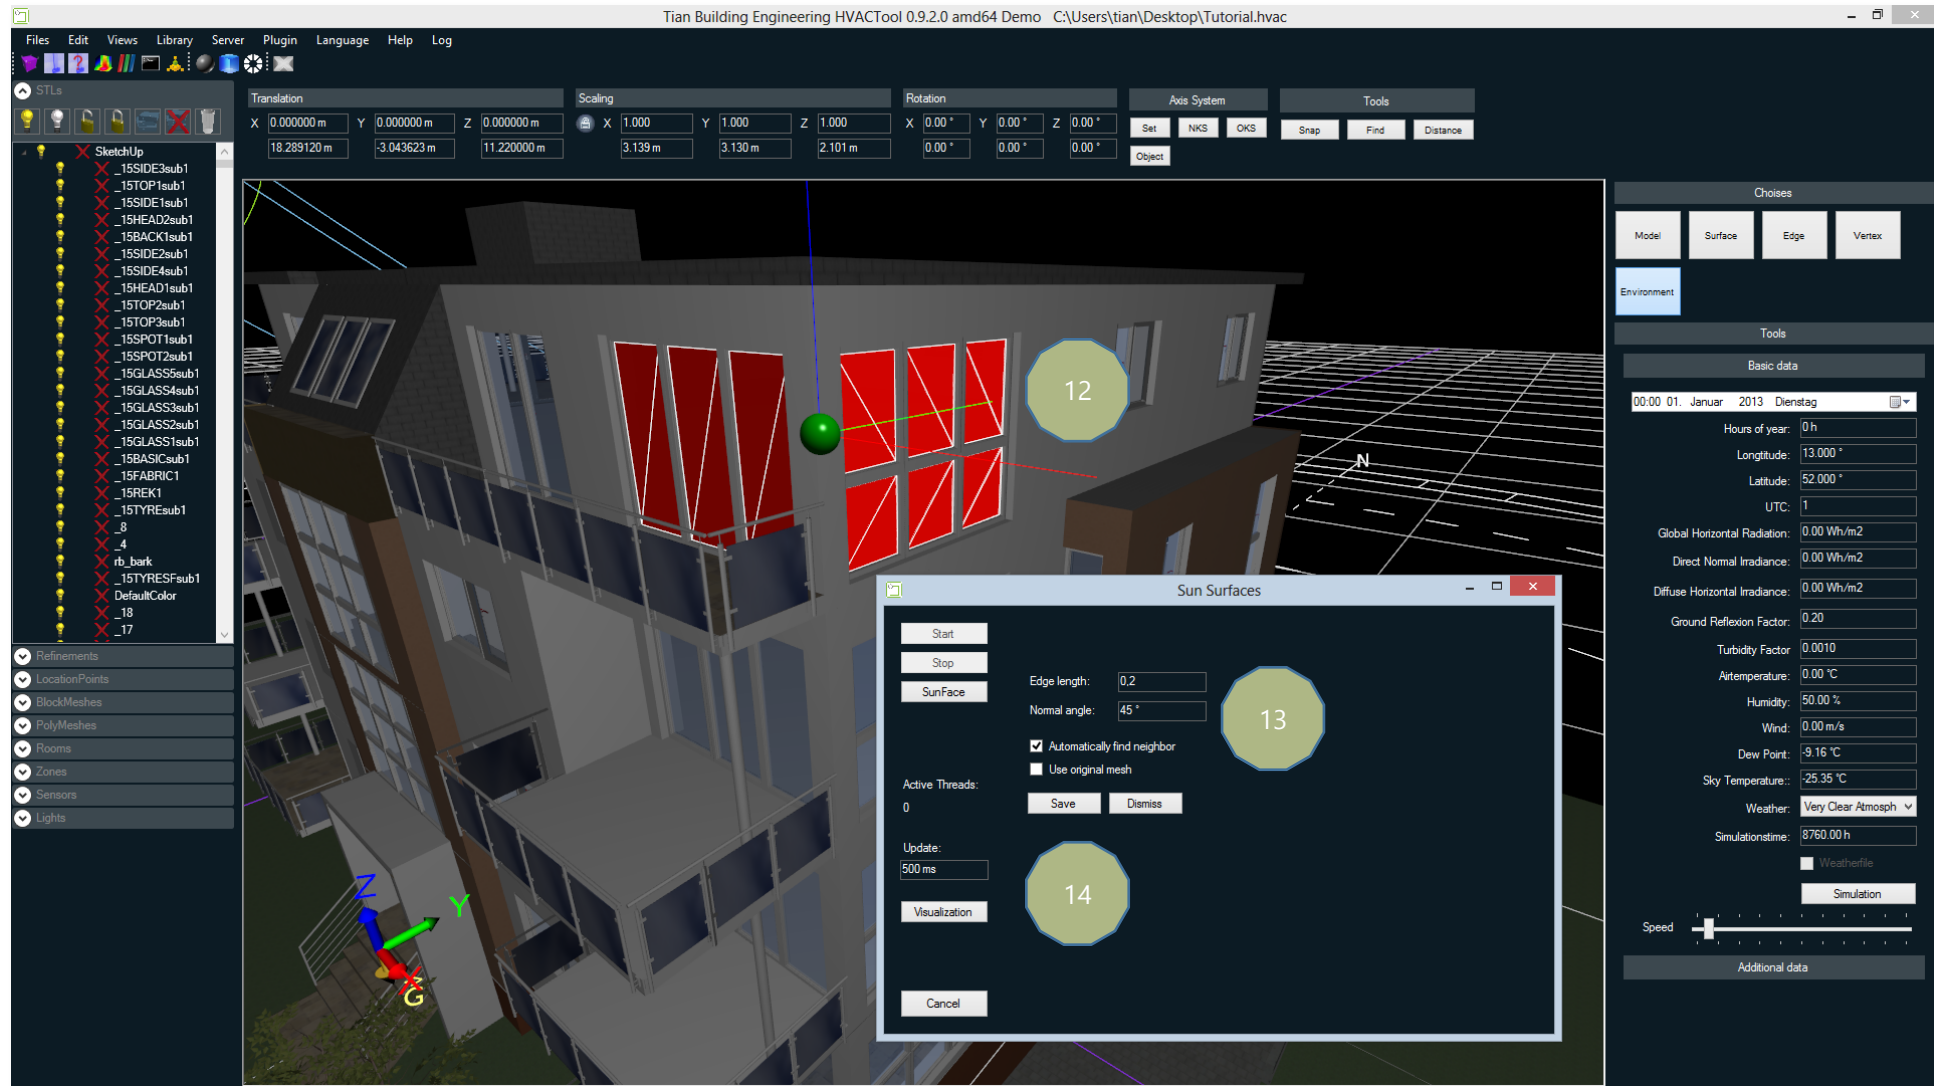 Tian Building Engineering HVACTool 0.9.2.0 amd64 Demo C:\Users\tian\Desktop\Tutorial.hvac
Files Edit Views Library Server Plugin Language Help Log
STLs
Translation Scaling Rotation Axis System Tools
X 0.000000 m Y 0.000000 m Z 0.000000 m X 1.000 Y 1.000 Z 1.000 X 0.00 ° Y 0.00 ° Z 0.00 °
Set NKS OKS Snap Find Distance
18.289120 m -3.043623 m 11.220000 m 3.139 m 3.130 m 2.101 m 0.00 ° 0.00 ° 0.00 °
Object
SketchUp
_15SIDE3sub1
_15TOP1sub1
_15SIDE1sub1
_15HEAD2sub1
_15BACK1sub1
_15SIDE2sub1
_15SIDE4sub1
_15HEAD1sub1
_15TOP2sub1
_15TOP3sub1
_15SPOT1sub1
_15SPOT2sub1
_15GLASS5sub1
_15GLASS4sub1
_15GLASS3sub1
_15GLASS2sub1
_15GLASS1sub1
_15BASICsub1
_15FABRIC1
_15REK1
_15TYREsub1
_8
_4
rb_bark
_15TYRESFsub1
DefaultColor
_18
_17
Refinements
LocationPoints
BlockMeshes
PolyMeshes
Rooms
Zones
Sensors
Lights
12
N
Z
Y
X
G
Sun Surfaces
Start
Stop
SunFace
Edge length: 0,2
Normal angle: 45 °
13
Automatically find neighbor
Use original mesh
Active Threads:
0
Save Dismiss
Update:
500 ms
14
Visualization
Cancel
Choises
Model Surface Edge Vertex
Environment
Tools
Basic data
00:00 01. Januar 2013 Dienstag
Hours of year: 0 h
Longtitude: 13.000 °
Latitude: 52.000 °
UTC: 1
Global Horizontal Radiation: 0.00 Wh/m2
Direct Normal Irradiance: 0.00 Wh/m2
Diffuse Horizontal Irradiance: 0.00 Wh/m2
Ground Reflexion Factor: 0.20
Turbidity Factor 0.0010
Airtemperature: 0.00 °C
Humidity: 50.00 %
Wind: 0.00 m/s
Dew Point: -9.16 °C
Sky Temperature:: -25.35 °C
Weather: Very Clear Atmosph
Simulationstime: 8760.00 h
Weatherfile
Simulation
Speed
Additional data